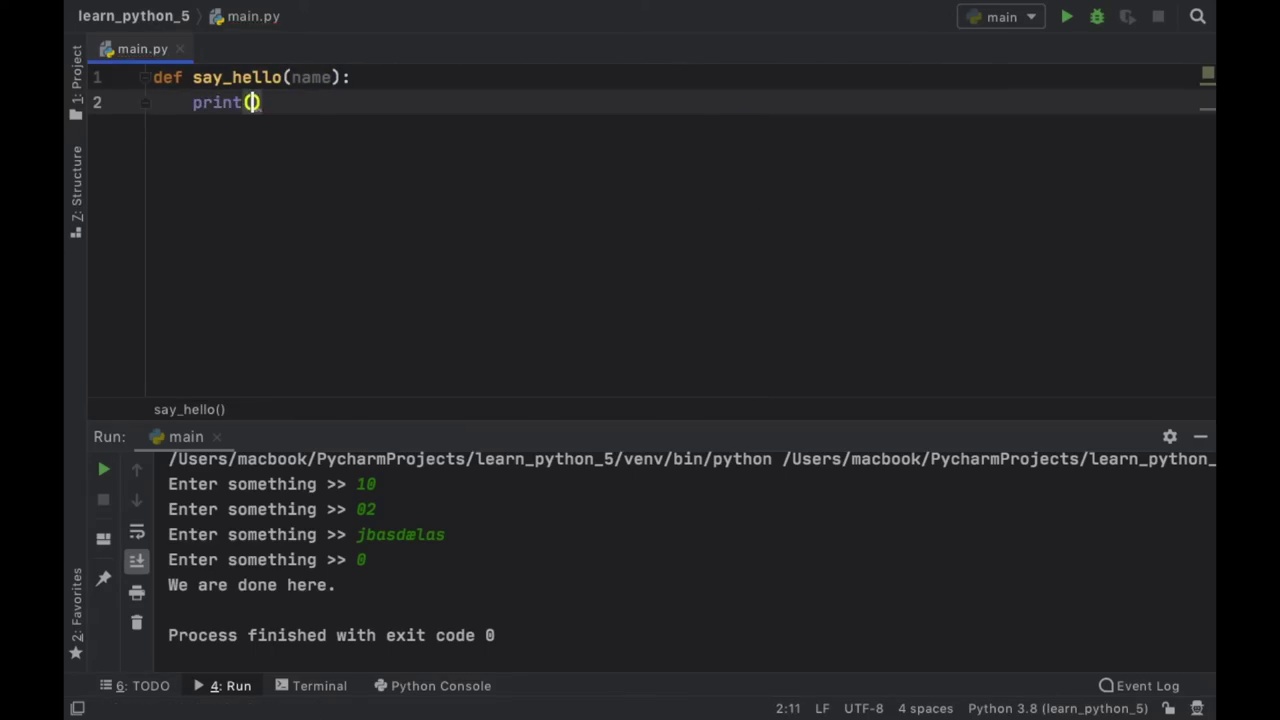 learn_python_5 main.py main
main.py
1: Project
7: Structure
2: Favorites
1 def say_hello(name):
2 print()
say_hello()
Run: main
/Users/macbook/PycharmProjects/learn_python_5/venv/bin/python /Users/macbook/PycharmProjects/learn_python_
Enter something >> 10
Enter something >> 02
Enter something >> jbasdælas
Enter something >> 0
We are done here.
Process finished with exit code 0
6: TODO 4: Run Terminal Python Console Event Log
2:11 LF UTF-8 4 spaces Python 3.8 (learn_python_5)